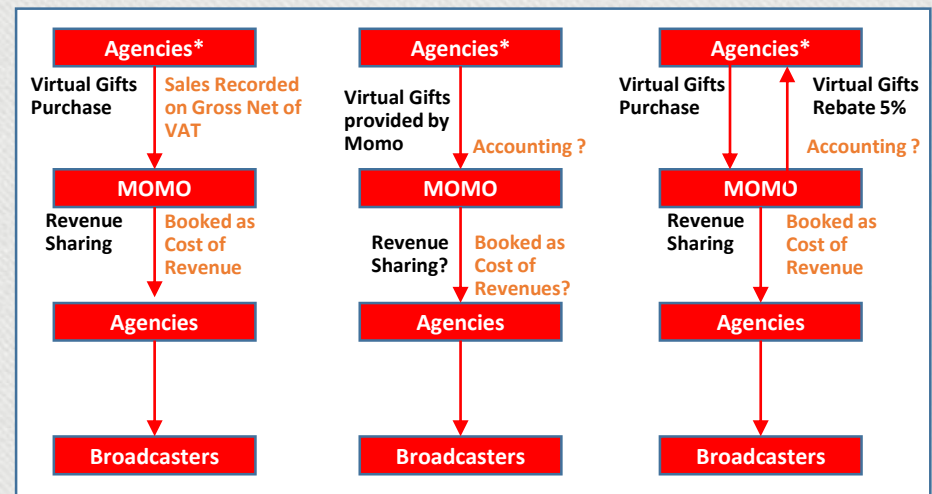 Agencies*
Virtual Gifts
Purchase
Sales Recorded
on Gross Net of
VAT
MOMO
Revenue
Sharing
Booked as
Cost of
Revenue
Agencies
Broadcasters
Agencies*
Virtual Gifts
provided by
Momo
Accounting ?
MOMO
Revenue
Sharing?
Booked as
Cost of
Revenues?
Agencies
Broadcasters
Agencies*
Virtual Gifts
Purchase
Virtual Gifts
Rebate 5%
Accounting ?
MOMO
Revenue
Sharing
Booked as
Cost of
Revenue
Agencies
Broadcasters